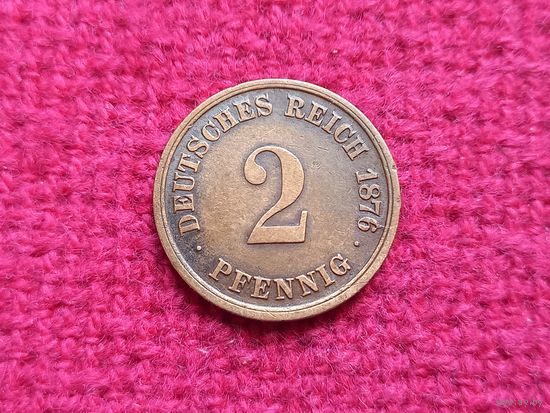 DEUTSCHES REICH 1876
2
· PFENNIG ·